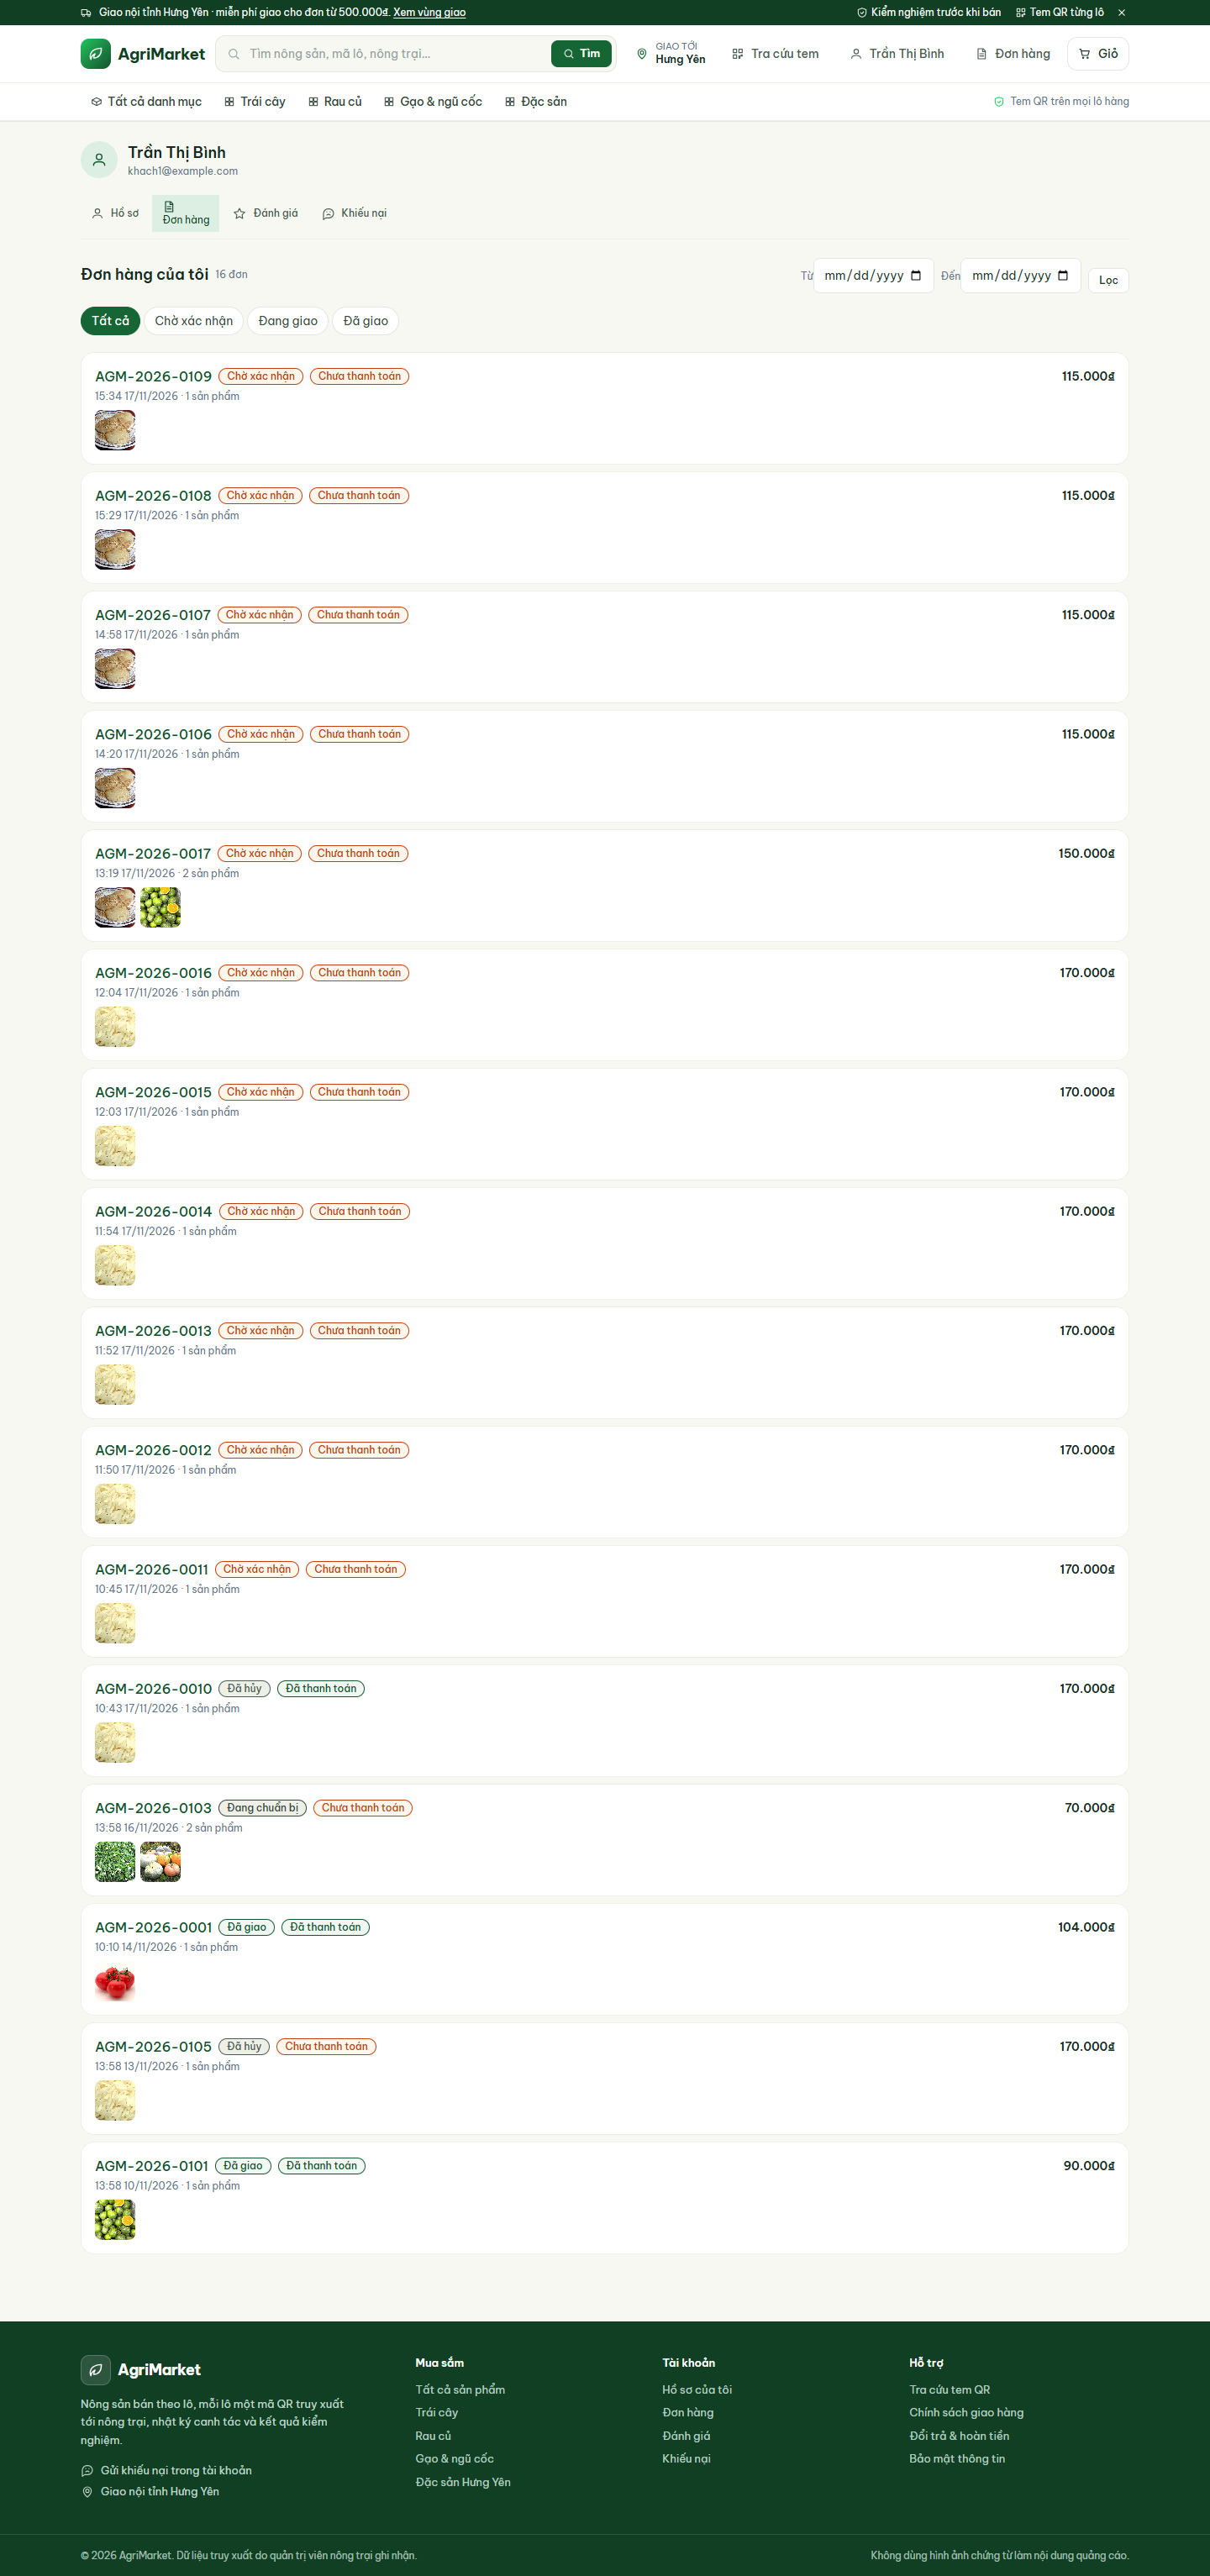 Giao nội tỉnh Hưng Yên · miễn phí giao cho đơn từ 500.000₫. Xem vùng giao
Kiểm nghiệm trước khi bán
Tem QR từng lô
AgriMarket
Tìm nông sản, mã lô, nông trại...
Tìm
GIAO TỚI
Hưng Yên
Tra cứu tem
Trần Thị Bình
Đơn hàng
Giỏ
Tất cả danh mục
Trái cây
Rau củ
Gạo & ngũ cốc
Đặc sản
Tem QR trên mọi lô hàng
Trần Thị Bình
khach1@example.com
Hồ sơ
Đơn hàng
Đánh giá
Khiếu nại
Đơn hàng của tôi 16 đơn
Từ mm/dd/yyyy Đến mm/dd/yyyy Lọc
Tất cả
Chờ xác nhận
Đang giao
Đã giao
AGM-2026-0109 Chờ xác nhận Chưa thanh toán 115.000₫
15:34 17/11/2026 · 1 sản phẩm
AGM-2026-0108 Chờ xác nhận Chưa thanh toán 115.000₫
15:29 17/11/2026 · 1 sản phẩm
AGM-2026-0107 Chờ xác nhận Chưa thanh toán 115.000₫
14:58 17/11/2026 · 1 sản phẩm
AGM-2026-0106 Chờ xác nhận Chưa thanh toán 115.000₫
14:20 17/11/2026 · 1 sản phẩm
AGM-2026-0017 Chờ xác nhận Chưa thanh toán 150.000₫
13:19 17/11/2026 · 2 sản phẩm
AGM-2026-0016 Chờ xác nhận Chưa thanh toán 170.000₫
12:04 17/11/2026 · 1 sản phẩm
AGM-2026-0015 Chờ xác nhận Chưa thanh toán 170.000₫
12:03 17/11/2026 · 1 sản phẩm
AGM-2026-0014 Chờ xác nhận Chưa thanh toán 170.000₫
11:54 17/11/2026 · 1 sản phẩm
AGM-2026-0013 Chờ xác nhận Chưa thanh toán 170.000₫
11:52 17/11/2026 · 1 sản phẩm
AGM-2026-0012 Chờ xác nhận Chưa thanh toán 170.000₫
11:50 17/11/2026 · 1 sản phẩm
AGM-2026-0011 Chờ xác nhận Chưa thanh toán 170.000₫
10:45 17/11/2026 · 1 sản phẩm
AGM-2026-0010 Đã hủy Đã thanh toán 170.000₫
10:43 17/11/2026 · 1 sản phẩm
AGM-2026-0103 Đang chuẩn bị Chưa thanh toán 70.000₫
13:58 16/11/2026 · 2 sản phẩm
AGM-2026-0001 Đã giao Đã thanh toán 104.000₫
10:10 14/11/2026 · 1 sản phẩm
AGM-2026-0105 Đã hủy Chưa thanh toán 170.000₫
13:58 13/11/2026 · 1 sản phẩm
AGM-2026-0101 Đã giao Đã thanh toán 90.000₫
13:58 10/11/2026 · 1 sản phẩm
AgriMarket
Nông sản bán theo lô, mỗi lô một mã QR truy xuất
tới nông trại, nhật ký canh tác và kết quả kiểm
nghiệm.
Gửi khiếu nại trong tài khoản
Giao nội tỉnh Hưng Yên
Mua sắm
Tất cả sản phẩm
Trái cây
Rau củ
Gạo & ngũ cốc
Đặc sản Hưng Yên
Tài khoản
Hồ sơ của tôi
Đơn hàng
Đánh giá
Khiếu nại
Hỗ trợ
Tra cứu tem QR
Chính sách giao hàng
Đổi trả & hoàn tiền
Bảo mật thông tin
© 2026 AgriMarket. Dữ liệu truy xuất do quản trị viên nông trại ghi nhận.
Không dùng hình ảnh chứng từ làm nội dung quảng cáo.